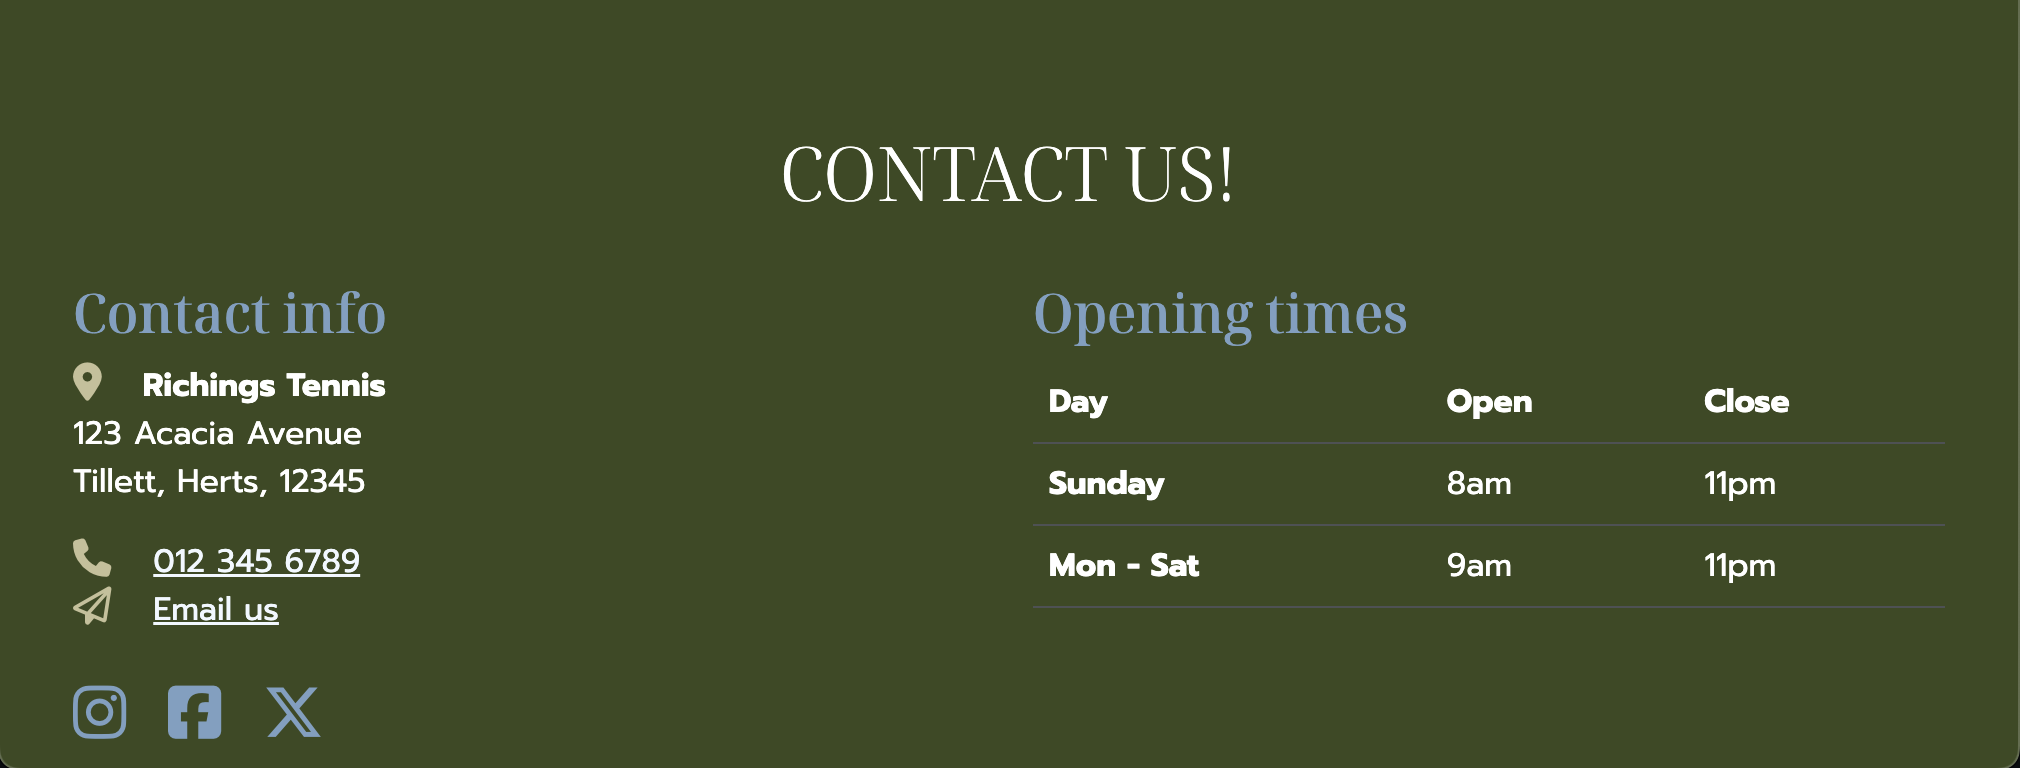 CONTACT US!
Contact info
Richings Tennis
123 Acacia Avenue
Tillett, Herts, 12345
012 345 6789
Email us
Opening times
Day Open Close
Sunday 8am 11pm
Mon - Sat 9am 11pm